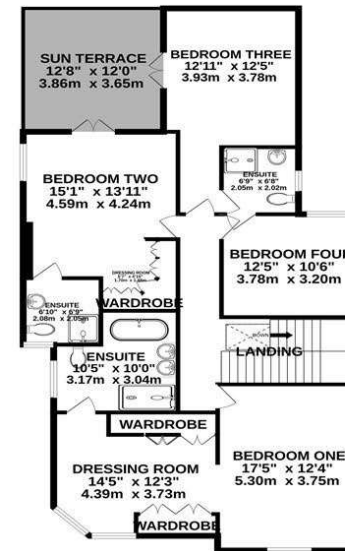 SUN TERRACE
12'8" x 12'0"
3.86m x 3.65m
BEDROOM THREE
12'11" x 12'5"
3.93m x 3.78m
BEDROOM TWO
15'1" x 13'11"
4.59m x 4.24m
ENSUITE
6'9" x 6'8"
2.05m x 2.02m
BEDROOM FOUR
12'5" x 10'6"
3.78m x 3.20m
DRESSING ROOM
WARDROBE
ENSUITE
6'10" x 6'9"
2.08m x 2.05m
ENSUITE
10'5" x 10'0"
3.17m x 3.04m
LANDING
WARDROBE
DRESSING ROOM
14'5" x 12'3"
4.39m x 3.73m
BEDROOM ONE
17'5" x 12'4"
5.30m x 3.75m
WARDROBE